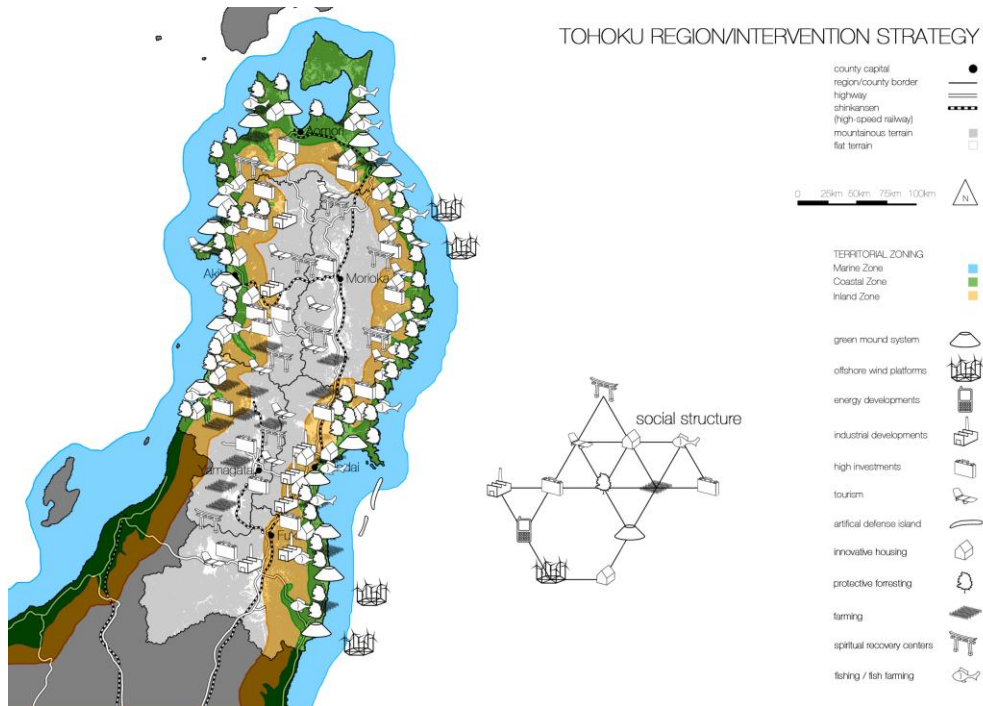 TOHOKU REGION/INTERVENTION STRATEGY
county capital
region/county border
highway
shinkansen
(high-speed railway)
mountainous terrain
flat terrain
0 25km 50km 75km 100km
N
TERRITORIAL ZONING
Marine Zone
Coastal Zone
Inland Zone
green mound system
offshore wind platforms
energy developments
industrial developments
high investments
tourism
artifical defense island
innovative housing
protective forresting
farming
spiritual recovery centers
fishing / fish farming
social structure
Aomori
Morioka
Yamagata